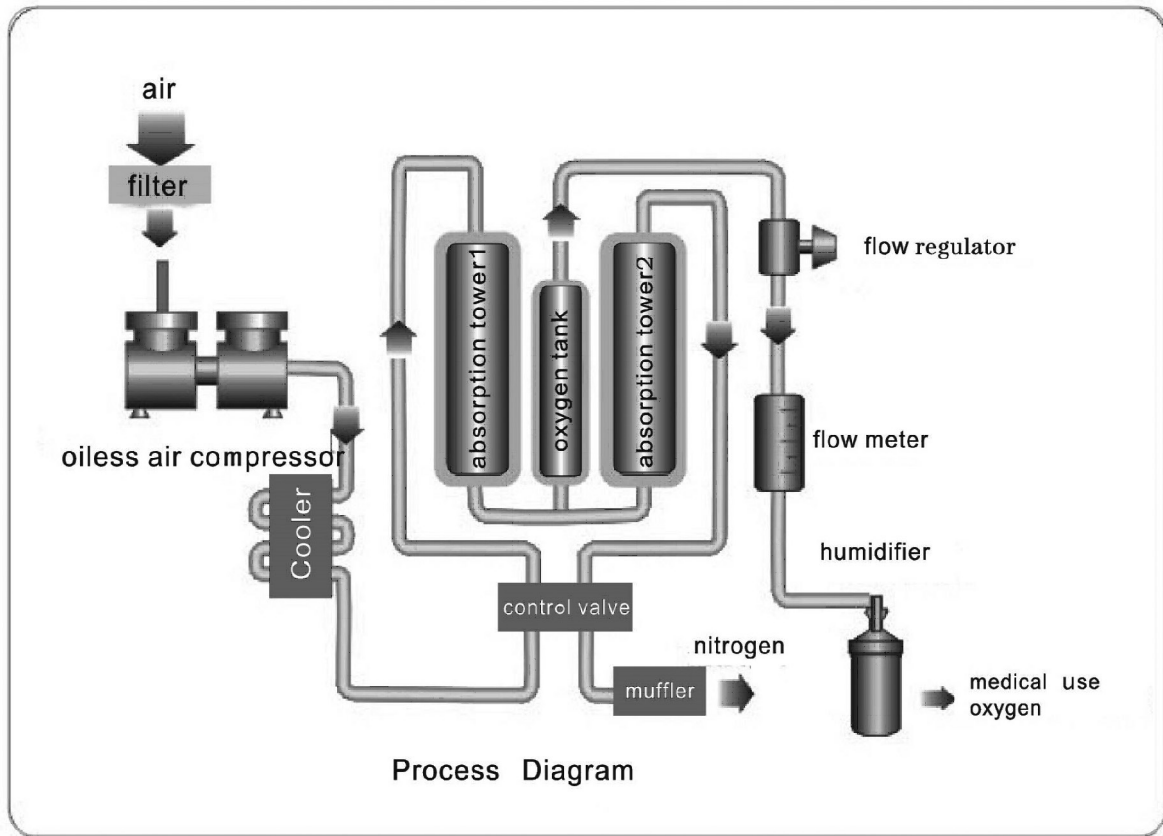 air
filter
oiless air compressor
Cooler
absorption tower1
oxygen tank
absorption tower2
control valve
muffler
nitrogen
flow regulator
flow meter
humidifier
medical use
oxygen
Process Diagram